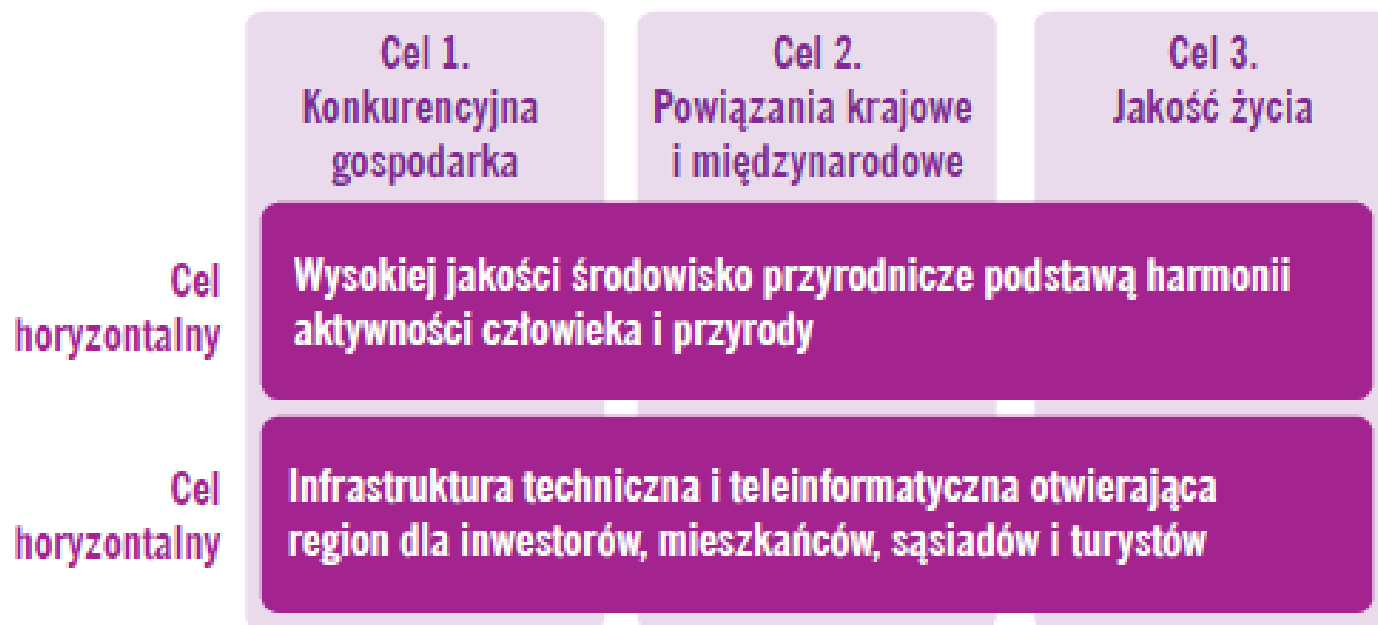 Cel 1.
Konkurencyjna
gospodarka
Cel 2.
Powiązania krajowe
i międzynarodowe
Cel 3.
Jakość życia
Cel
horyzontalny
Wysokiej jakości środowisko przyrodnicze podstawą harmonii
aktywności człowieka i przyrody
Cel
horyzontalny
Infrastruktura techniczna i teleinformatyczna otwierająca
region dla inwestorów, mieszkańców, sąsiadów i turystów